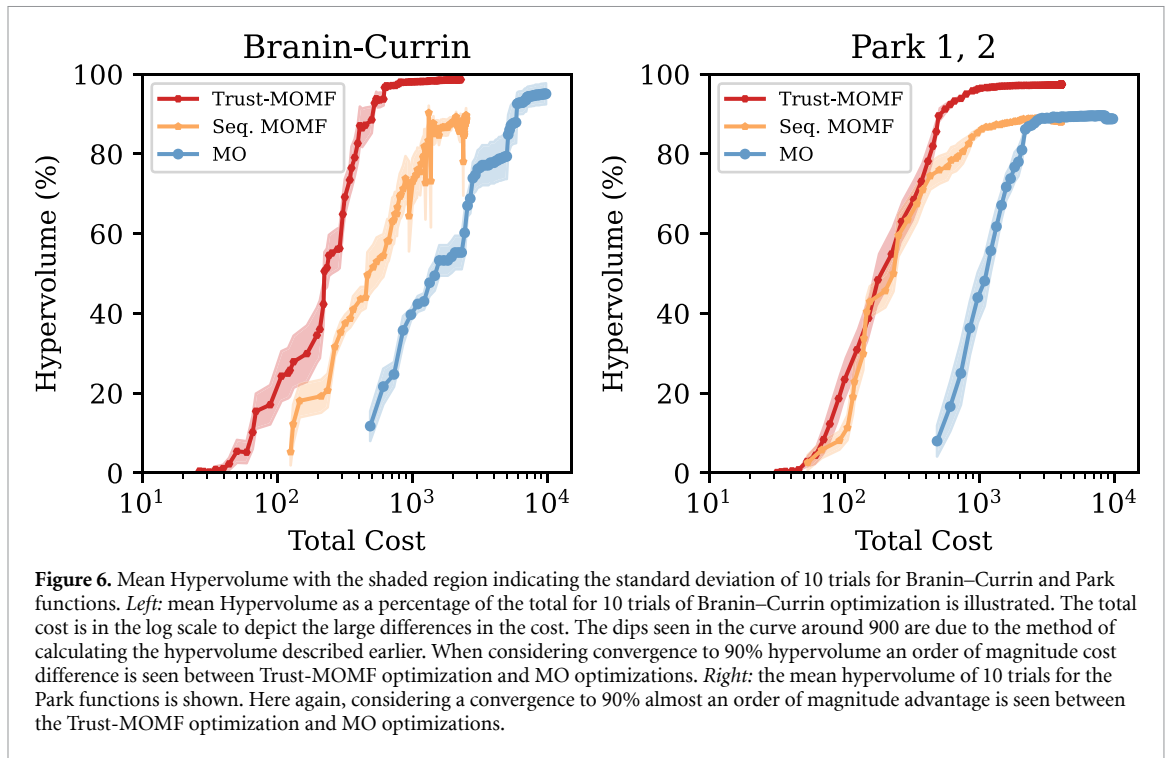 Branin-Currin
Park 1, 2
100
80
60
40
20
0
Hypervolume (%)
Trust-MOMF
Seq. MOMF
MO
10¹
10²
10³
10⁴
Total Cost
100
80
60
40
20
0
Hypervolume (%)
Trust-MOMF
Seq. MOMF
MO
10¹
10²
10³
10⁴
Total Cost
Figure 6. Mean Hypervolume with the shaded region indicating the standard deviation of 10 trials for Branin–Currin and Park
functions. Left: mean Hypervolume as a percentage of the total for 10 trials of Branin–Currin optimization is illustrated. The total
cost is in the log scale to depict the large differences in the cost. The dips seen in the curve around 900 are due to the method of
calculating the hypervolume described earlier. When considering convergence to 90% hypervolume an order of magnitude cost
difference is seen between Trust-MOMF optimization and MO optimizations. Right: the mean hypervolume of 10 trials for the
Park functions is shown. Here again, considering a convergence to 90% almost an order of magnitude advantage is seen between
the Trust-MOMF optimization and MO optimizations.